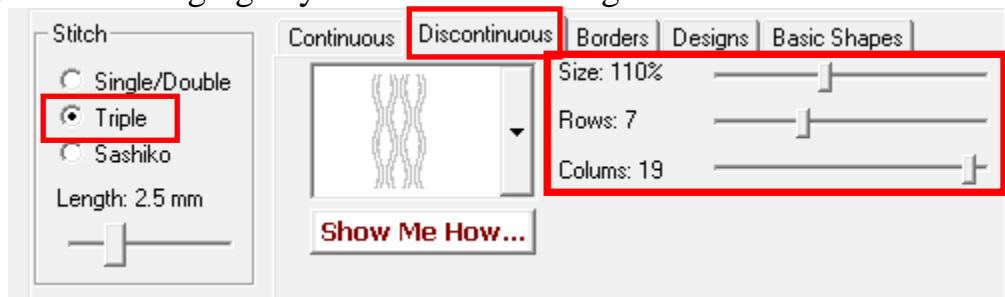 Stitch
Single/Double
Triple
Sashiko
Length: 2.5 mm
Continuous Discontinuous Borders Designs Basic Shapes
Size: 110%
Rows: 7
Colums: 19
Show Me How...